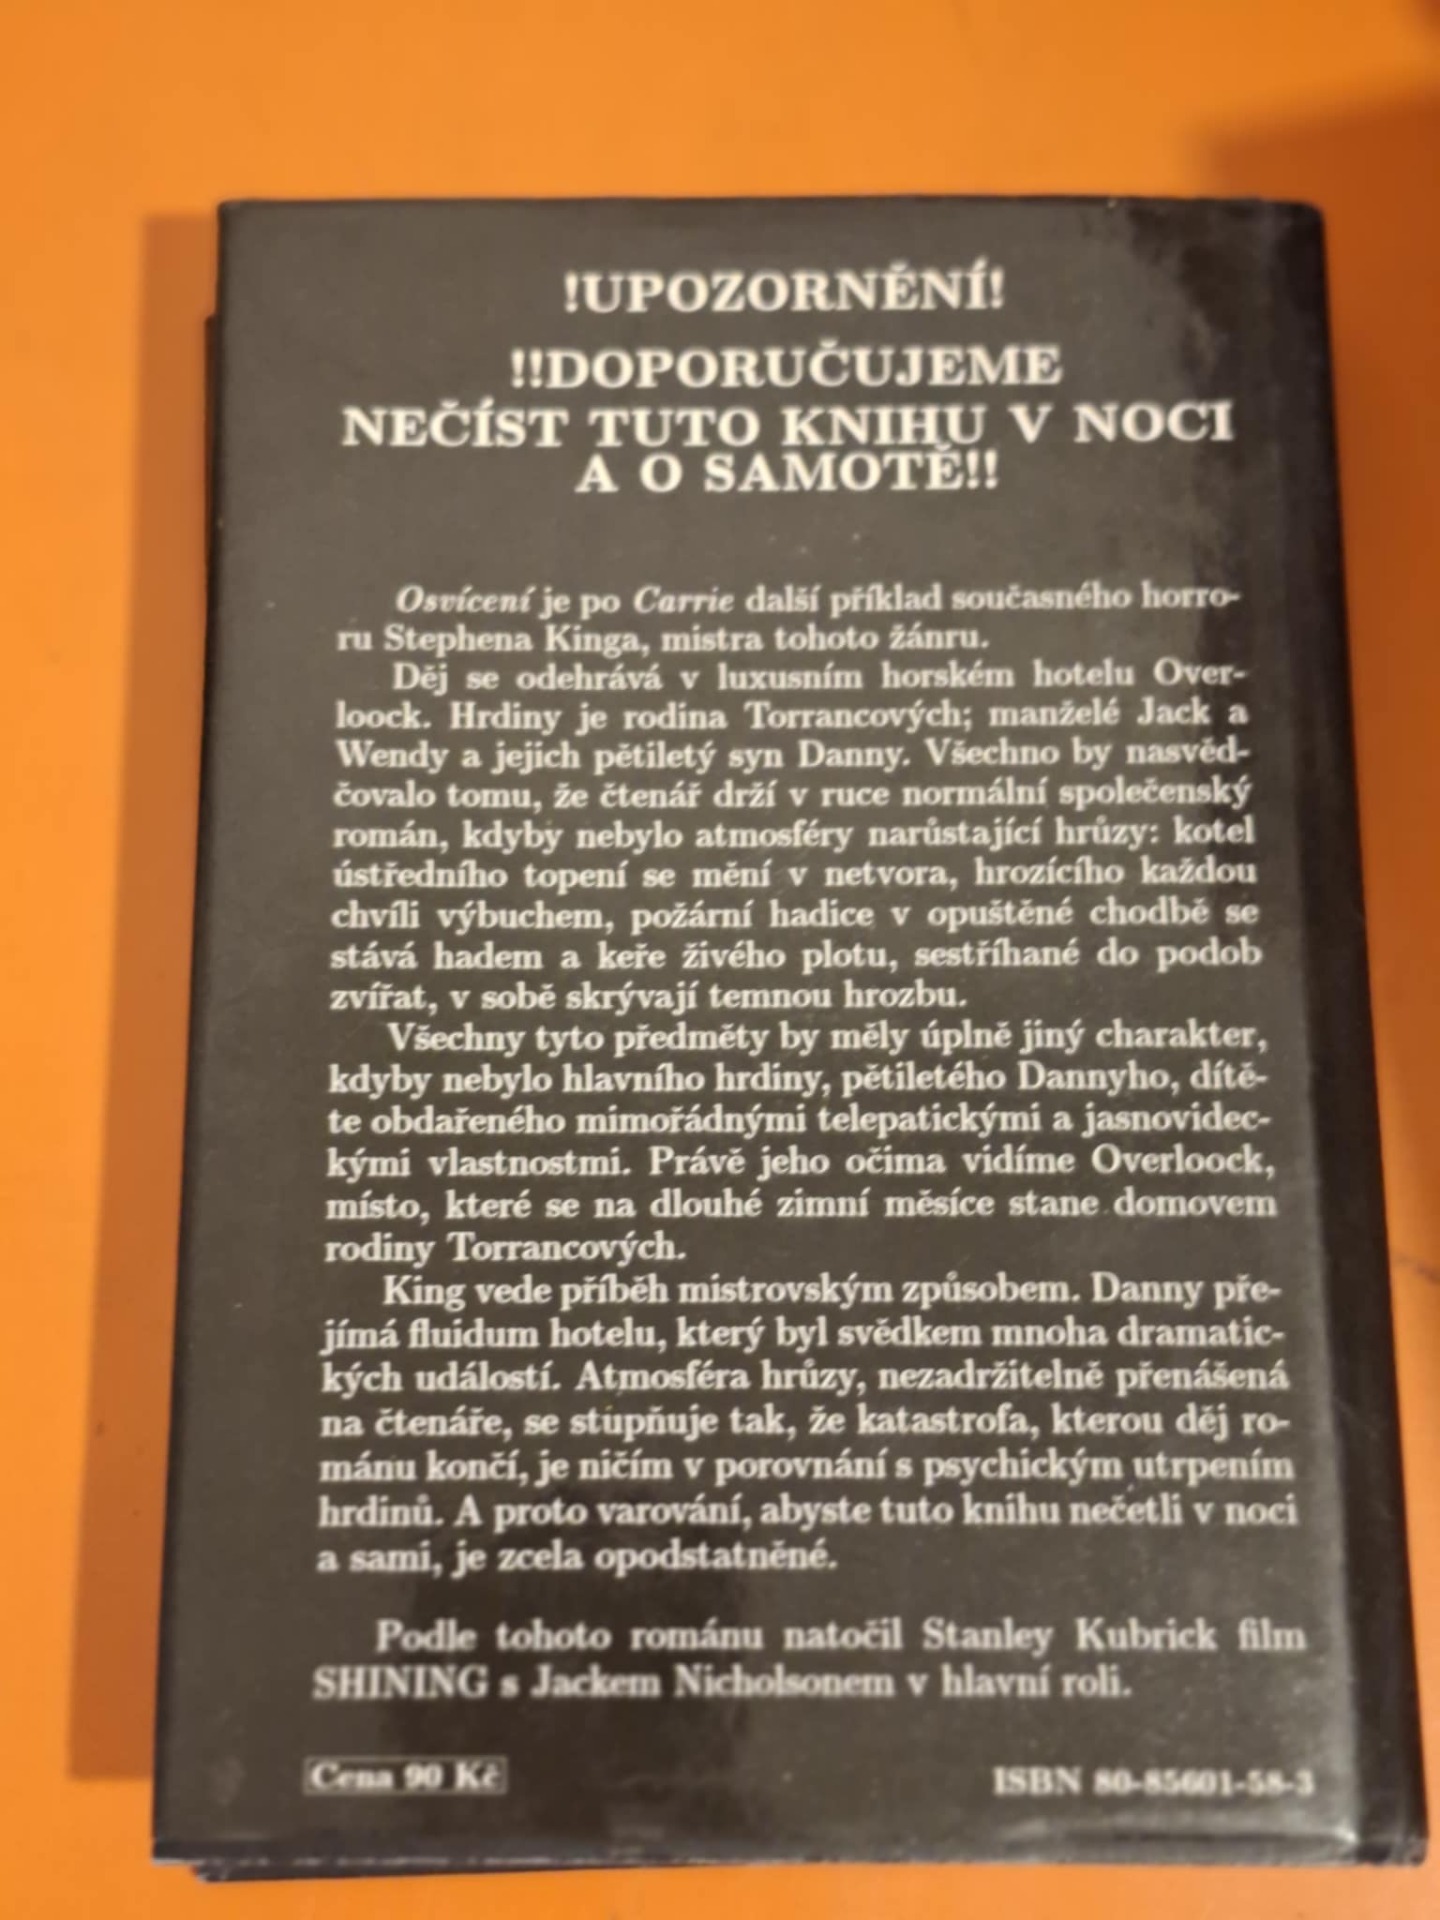 !UPOZORNĚNÍ!
!!DOPORUČUJEME
NEČÍST TUTO KNIHU V NOCI
A O SAMOTĚ!!
Osvícení je po Carrie další příklad současného horro-
ru Stephena Kinga, mistra tohoto žánru.
Děj se odehrává v luxusním horském hotelu Over-
loock. Hrdiny je rodina Torrancových; manželé Jack a
Wendy a jejich pětiletý syn Danny. Všechno by nasvěd-
čovalo tomu, že čtenář drží v ruce normální společenský
román, kdyby nebylo atmosféry narůstající hrůzy: kotel
ústředního topení se mění v netvora, hrozícího každou
chvíli výbuchem, požární hadice v opuštěné chodbě se
stává hadem a keře živého plotu, sestříhané do podob
zvířat, v sobě skrývají temnou hrozbu.
Všechny tyto předměty by měly úplně jiný charakter,
kdyby nebylo hlavního hrdiny, pětiletého Dannyho, dítě-
te obdařeného mimořádnými telepatickými a jasnovidec-
kými vlastnostmi. Právě jeho očima vidíme Overloock,
místo, které se na dlouhé zimní měsíce stane domovem
rodiny Torrancových.
King vede příběh mistrovským způsobem. Danny pře-
jímá fluidum hotelu, který byl svědkem mnoha dramatic-
kých událostí. Atmosféra hrůzy, nezadržitelně přenášená
na čtenáře, se stupňuje tak, že katastrofa, kterou děj ro-
mánu končí, je ničím v porovnání s psychickým utrpením
hrdinů. A proto varování, abyste tuto knihu nečetli v noci
a sami, je zcela opodstatněné.
Podle tohoto románu natočil Stanley Kubrick film
SHINING s Jackem Nicholsonem v hlavní roli.
Cena 90 Kč
ISBN 80-85601-58-3